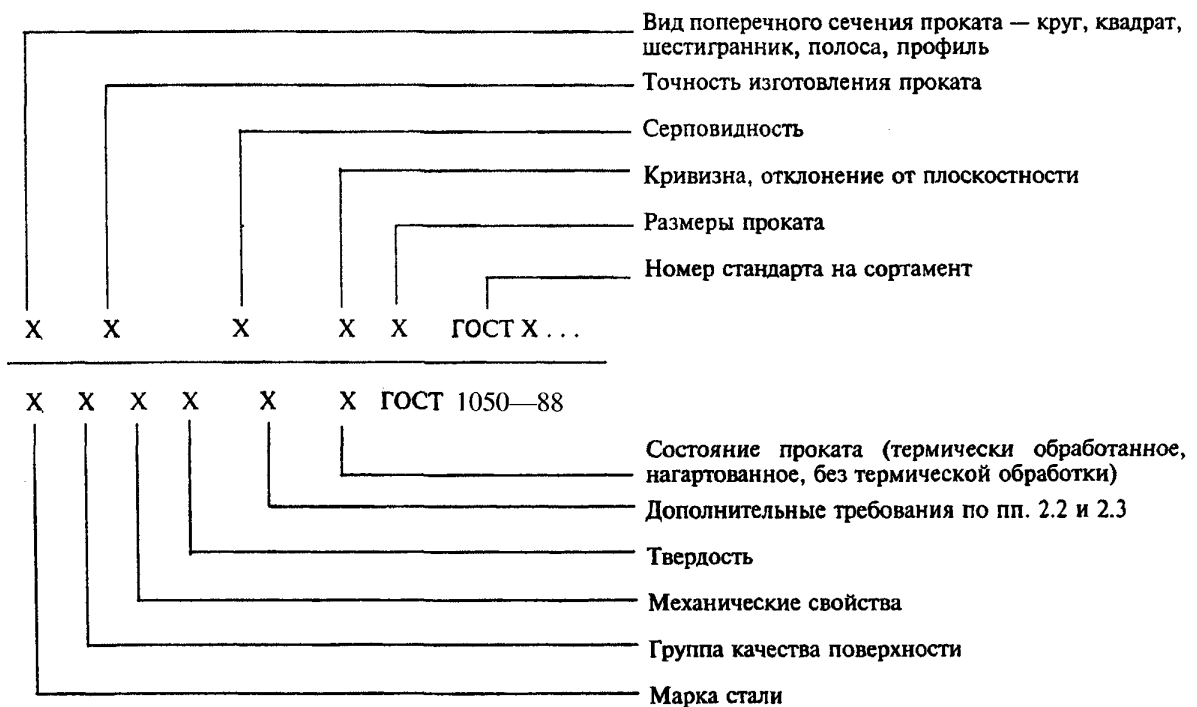 Вид поперечного сечения проката — круг, квадрат,
шестигранник, полоса, профиль
Точность изготовления проката
Серповидность
Кривизна, отклонение от плоскостности
Размеры проката
Номер стандарта на сортамент
X X X X X ГОСТ X . . .
X X X X X X ГОСТ 1050—88
Состояние проката (термически обработанное,
нагартованное, без термической обработки)
Дополнительные требования по пп. 2.2 и 2.3
Твердость
Механические свойства
Группа качества поверхности
Марка стали